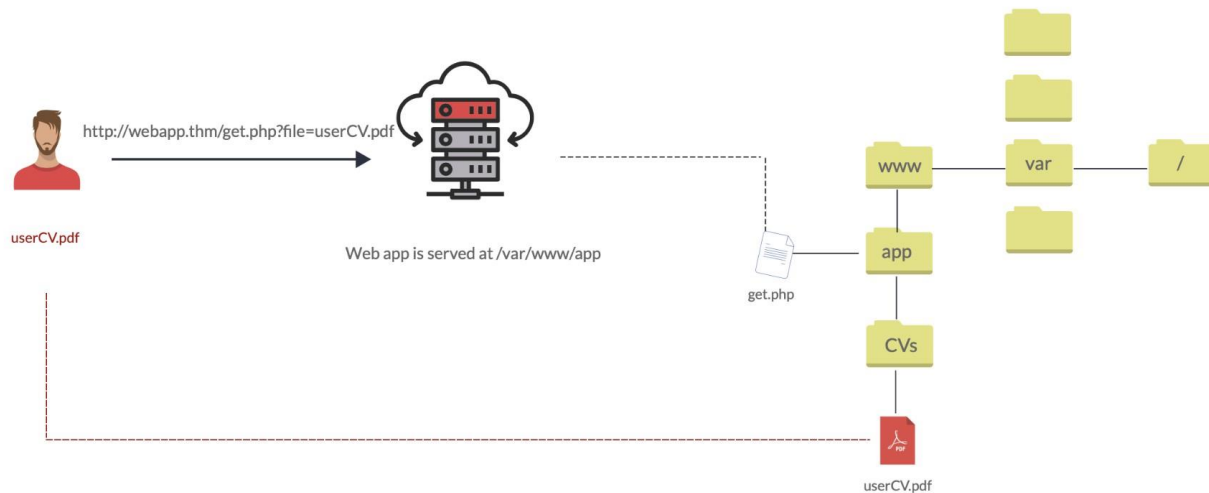 http://webapp.thm/get.php?file=userCV.pdf
userCV.pdf
Web app is served at /var/www/app
get.php
www
var
/
app
CVs
PDF
userCV.pdf